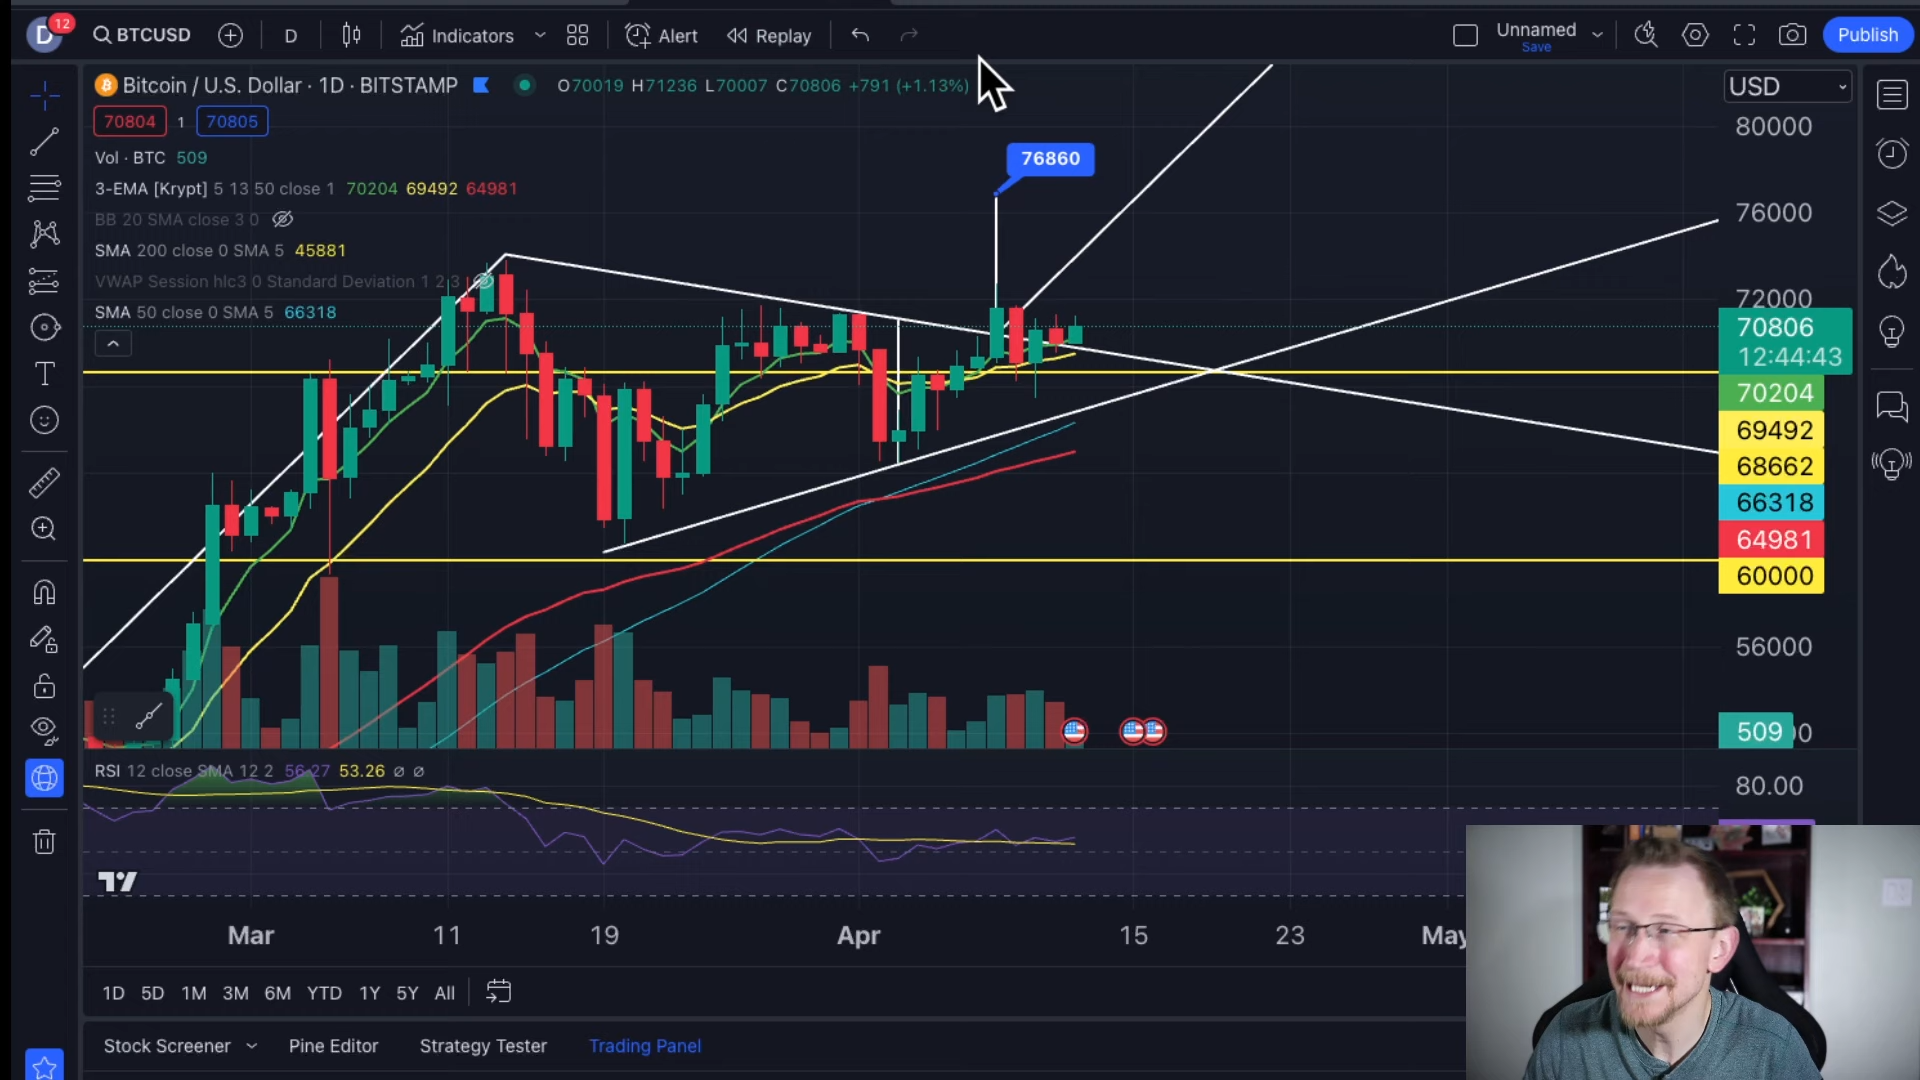 D 12 BTCUSD D Indicators Alert Replay Unnamed Save Publish
Bitcoin / U.S. Dollar · 1D · BITSTAMP O70019 H71236 L70007 C70806 +791 (+1.13%) USD
70804 1 70805
Vol · BTC 509
3-EMA [Krypt] 5 13 50 close 1 70204 69492 64981
BB 20 SMA close 3 0
SMA 200 close 0 SMA 5 45881
VWAP Session hlc3 0 Standard Deviation 1 2 3
SMA 50 close 0 SMA 5 66318
76860
80000
76000
72000
70806
12:44:43
70204
69492
68662
66318
64981
60000
56000
509
RSI 12 close SMA 12 2 56.27 53.26 ∅ ∅
80.00
Mar 11 19 Apr 15 23 May
1D 5D 1M 3M 6M YTD 1Y 5Y All
Stock Screener Pine Editor Strategy Tester Trading Panel